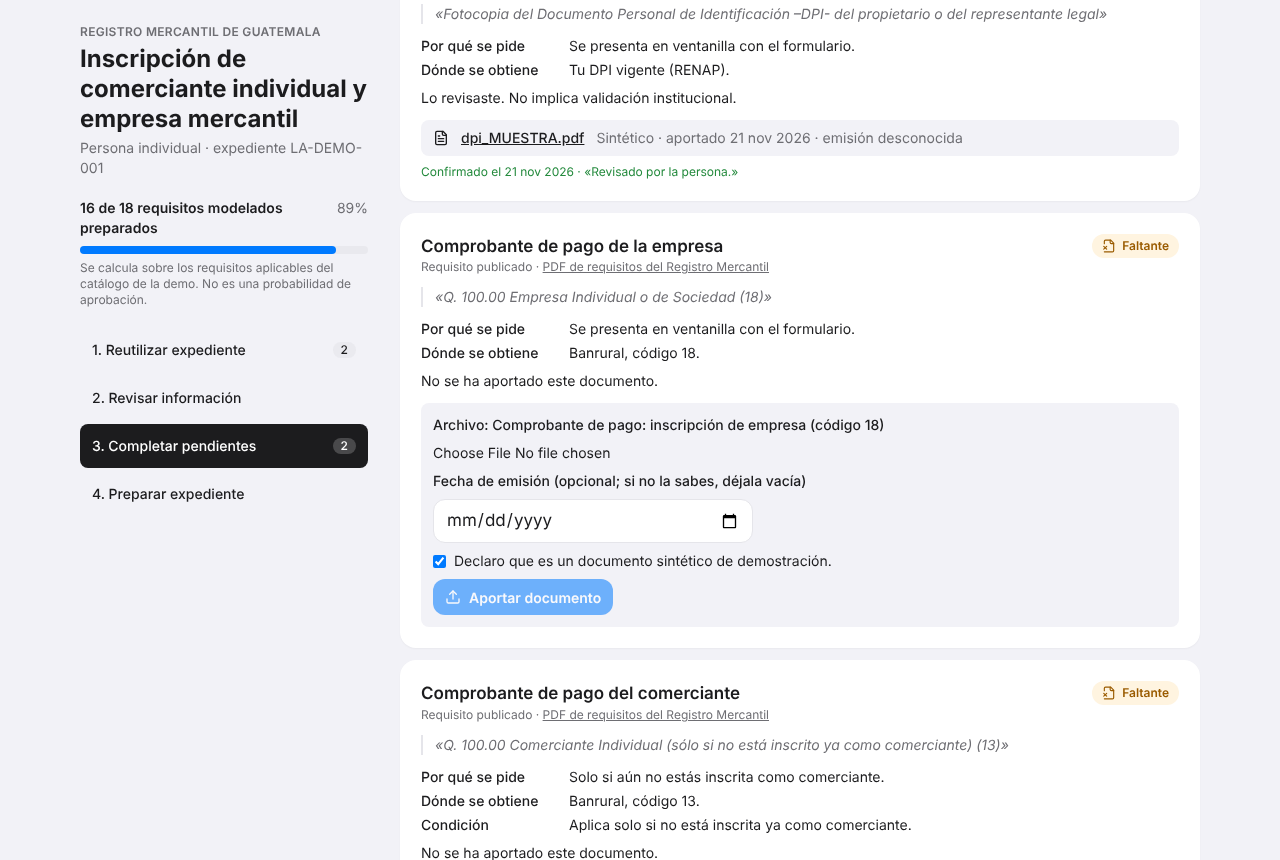 REGISTRO MERCANTIL DE GUATEMALA
Inscripción de
comerciante individual y
empresa mercantil
Persona individual · expediente LA-DEMO-
001
16 de 18 requisitos modelados
preparados
89%
Se calcula sobre los requisitos aplicables del
catálogo de la demo. No es una probabilidad de
aprobación.
1. Reutilizar expediente 2
2. Revisar información
3. Completar pendientes 2
4. Preparar expediente
«Fotocopia del Documento Personal de Identificación –DPI- del propietario o del representante legal»
Por qué se pide Se presenta en ventanilla con el formulario.
Dónde se obtiene Tu DPI vigente (RENAP).
Lo revisaste. No implica validación institucional.
dpi_MUESTRA.pdf Sintético · aportado 21 nov 2026 · emisión desconocida
Confirmado el 21 nov 2026 · «Revisado por la persona.»
Comprobante de pago de la empresa
Faltante
Requisito publicado · PDF de requisitos del Registro Mercantil
«Q. 100.00 Empresa Individual o de Sociedad (18)»
Por qué se pide Se presenta en ventanilla con el formulario.
Dónde se obtiene Banrural, código 18.
No se ha aportado este documento.
Archivo: Comprobante de pago: inscripción de empresa (código 18)
Choose File No file chosen
Fecha de emisión (opcional; si no la sabes, déjala vacía)
mm/dd/yyyy
Declaro que es un documento sintético de demostración.
Aportar documento
Comprobante de pago del comerciante
Faltante
Requisito publicado · PDF de requisitos del Registro Mercantil
«Q. 100.00 Comerciante Individual (sólo si no está inscrito ya como comerciante) (13)»
Por qué se pide Solo si aún no estás inscrita como comerciante.
Dónde se obtiene Banrural, código 13.
Condición Aplica solo si no está inscrita ya como comerciante.
No se ha aportado este documento.